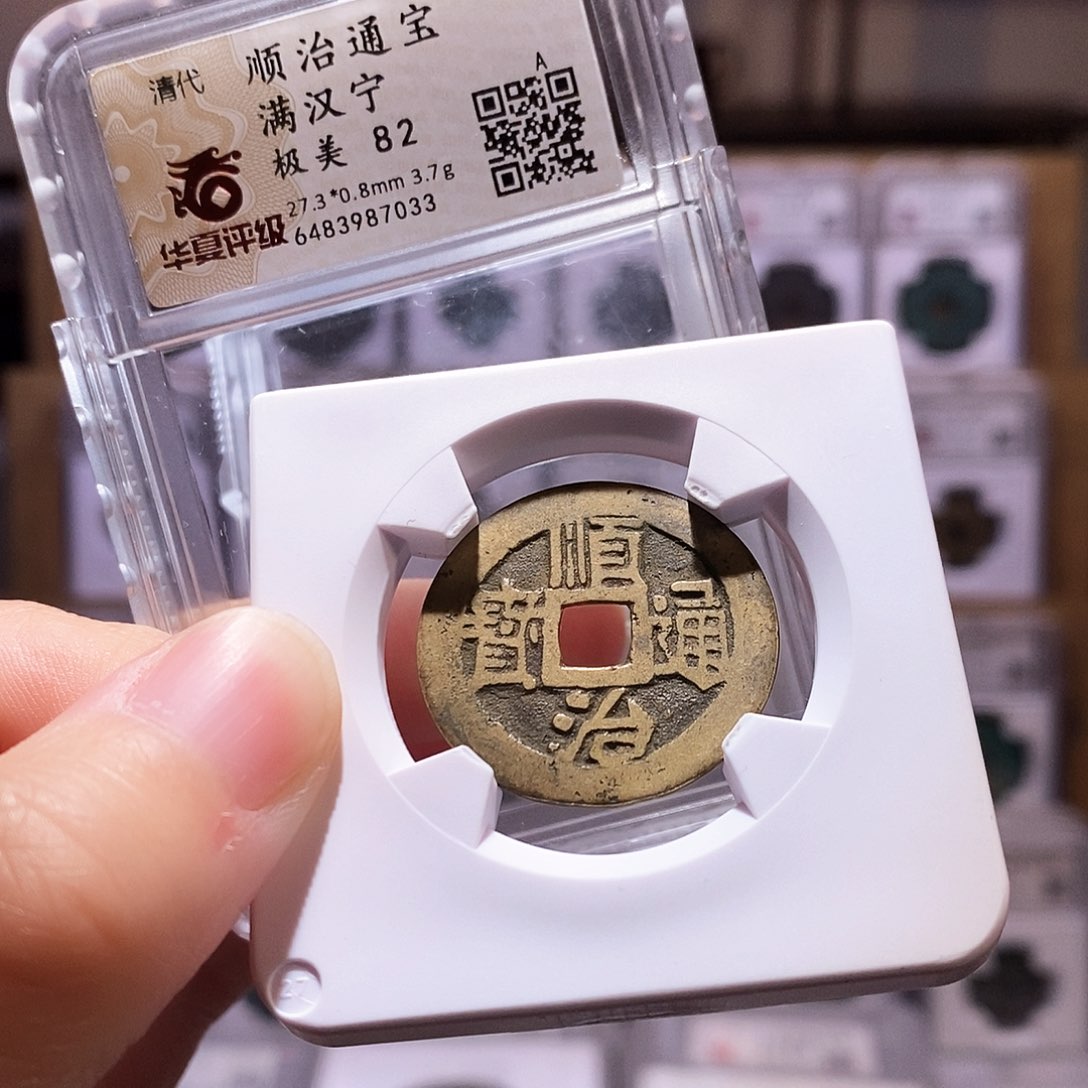 清代 顺治通宝
满汉宁
极美 82
A
27.3*0.8mm 3.7g
华夏评级 6483987033
順
寶 通
治
27